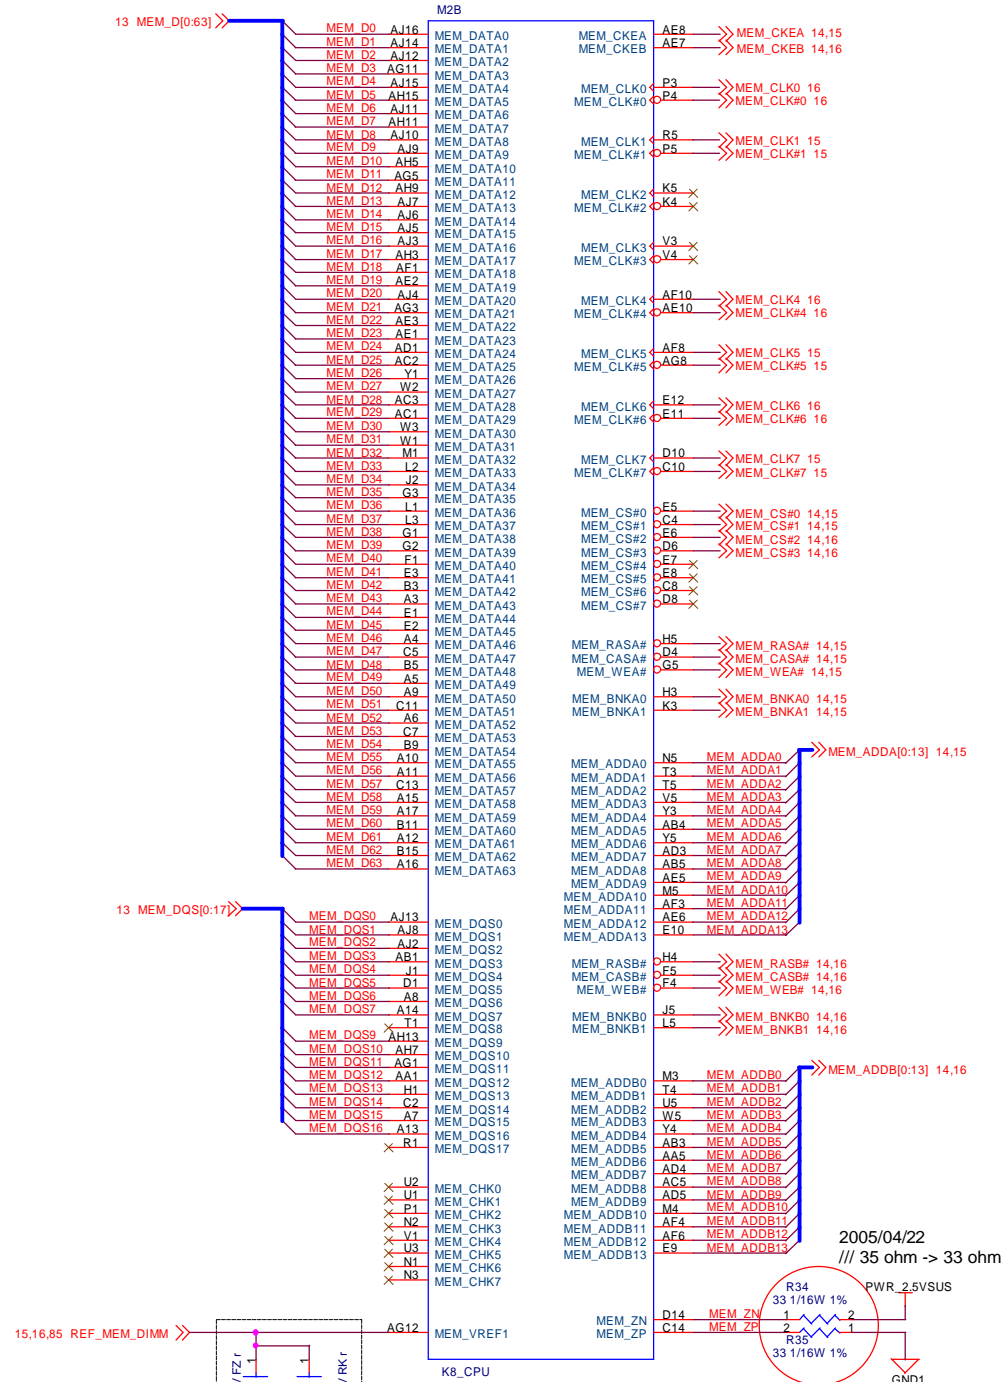 M2B
13 MEM_D[0:63]
MEM_D0 AJ16 MEM_DATA0
MEM_D1 AJ14 MEM_DATA1
MEM_D2 AJ12 MEM_DATA2
MEM_D3 AG11 MEM_DATA3
MEM_D4 AJ15 MEM_DATA4
MEM_D5 AH15 MEM_DATA5
MEM_D6 AJ11 MEM_DATA6
MEM_D7 AH11 MEM_DATA7
MEM_D8 AJ10 MEM_DATA8
MEM_D9 AJ9 MEM_DATA9
MEM_D10 AH5 MEM_DATA10
MEM_D11 AG5 MEM_DATA11
MEM_D12 AH9 MEM_DATA12
MEM_D13 AJ7 MEM_DATA13
MEM_D14 AJ6 MEM_DATA14
MEM_D15 AJ5 MEM_DATA15
MEM_D16 AJ3 MEM_DATA16
MEM_D17 AH3 MEM_DATA17
MEM_D18 AF1 MEM_DATA18
MEM_D19 AE2 MEM_DATA19
MEM_D20 AJ4 MEM_DATA20
MEM_D21 AG3 MEM_DATA21
MEM_D22 AE3 MEM_DATA22
MEM_D23 AE1 MEM_DATA23
MEM_D24 AD1 MEM_DATA24
MEM_D25 AC2 MEM_DATA25
MEM_D26 Y1 MEM_DATA26
MEM_D27 W2 MEM_DATA27
MEM_D28 AC3 MEM_DATA28
MEM_D29 AC1 MEM_DATA29
MEM_D30 W3 MEM_DATA30
MEM_D31 W1 MEM_DATA31
MEM_D32 M1 MEM_DATA32
MEM_D33 L2 MEM_DATA33
MEM_D34 J2 MEM_DATA34
MEM_D35 G3 MEM_DATA35
MEM_D36 L1 MEM_DATA36
MEM_D37 L3 MEM_DATA37
MEM_D38 G1 MEM_DATA38
MEM_D39 G2 MEM_DATA39
MEM_D40 F1 MEM_DATA40
MEM_D41 E3 MEM_DATA41
MEM_D42 B3 MEM_DATA42
MEM_D43 A3 MEM_DATA43
MEM_D44 E1 MEM_DATA44
MEM_D45 E2 MEM_DATA45
MEM_D46 A4 MEM_DATA46
MEM_D47 C5 MEM_DATA47
MEM_D48 B5 MEM_DATA48
MEM_D49 A5 MEM_DATA49
MEM_D50 A9 MEM_DATA50
MEM_D51 C11 MEM_DATA51
MEM_D52 A6 MEM_DATA52
MEM_D53 C7 MEM_DATA53
MEM_D54 B9 MEM_DATA54
MEM_D55 A10 MEM_DATA55
MEM_D56 A11 MEM_DATA56
MEM_D57 C13 MEM_DATA57
MEM_D58 A15 MEM_DATA58
MEM_D59 A17 MEM_DATA59
MEM_D60 B11 MEM_DATA60
MEM_D61 A12 MEM_DATA61
MEM_D62 B15 MEM_DATA62
MEM_D63 A16 MEM_DATA63
13 MEM_DQS[0:17]
MEM_DQS0 AJ13 MEM_DQS0
MEM_DQS1 AJ8 MEM_DQS1
MEM_DQS2 AJ2 MEM_DQS2
MEM_DQS3 AB1 MEM_DQS3
MEM_DQS4 J1 MEM_DQS4
MEM_DQS5 D1 MEM_DQS5
MEM_DQS6 A8 MEM_DQS6
MEM_DQS7 A14 MEM_DQS7
T1 MEM_DQS8
MEM_DQS9 AH13 MEM_DQS9
MEM_DQS10 AH7 MEM_DQS10
MEM_DQS11 AG1 MEM_DQS11
MEM_DQS12 AA1 MEM_DQS12
MEM_DQS13 H1 MEM_DQS13
MEM_DQS14 C2 MEM_DQS14
MEM_DQS15 A7 MEM_DQS15
MEM_DQS16 A13 MEM_DQS16
R1 MEM_DQS17
U2 MEM_CHK0
U1 MEM_CHK1
P1 MEM_CHK2
N2 MEM_CHK3
V1 MEM_CHK4
U3 MEM_CHK5
N1 MEM_CHK6
N3 MEM_CHK7
15,16,85 REF_MEM_DIMM AG12 MEM_VREF1
/ FZ r
1
1
/ RK r
MEM_CKEA AE8 MEM_CKEA 14,15
MEM_CKEB AE7 MEM_CKEB 14,16
MEM_CLK0 P3 MEM_CLK0 16
MEM_CLK#0 P4 MEM_CLK#0 16
MEM_CLK1 R5 MEM_CLK1 15
MEM_CLK#1 P5 MEM_CLK#1 15
MEM_CLK2 K5
MEM_CLK#2 K4
MEM_CLK3 V3
MEM_CLK#3 V4
MEM_CLK4 AF10 MEM_CLK4 16
MEM_CLK#4 AE10 MEM_CLK#4 16
MEM_CLK5 AF8 MEM_CLK5 15
MEM_CLK#5 AG8 MEM_CLK#5 15
MEM_CLK6 E12 MEM_CLK6 16
MEM_CLK#6 E11 MEM_CLK#6 16
MEM_CLK7 D10 MEM_CLK7 15
MEM_CLK#7 C10 MEM_CLK#7 15
MEM_CS#0 E5 MEM_CS#0 14,15
MEM_CS#1 C4 MEM_CS#1 14,15
MEM_CS#2 E6 MEM_CS#2 14,16
MEM_CS#3 D6 MEM_CS#3 14,16
MEM_CS#4 E7
MEM_CS#5 E8
MEM_CS#6 C8
MEM_CS#7 D8
MEM_RASA# H5 MEM_RASA# 14,15
MEM_CASA# D4 MEM_CASA# 14,15
MEM_WEA# G5 MEM_WEA# 14,15
MEM_BNKA0 H3 MEM_BNKA0 14,15
MEM_BNKA1 K3 MEM_BNKA1 14,15
MEM_ADDA[0:13] 14,15
MEM_ADDA0 N5 MEM_ADDA0
MEM_ADDA1 T3 MEM_ADDA1
MEM_ADDA2 T5 MEM_ADDA2
MEM_ADDA3 V5 MEM_ADDA3
MEM_ADDA4 Y3 MEM_ADDA4
MEM_ADDA5 AB4 MEM_ADDA5
MEM_ADDA6 Y5 MEM_ADDA6
MEM_ADDA7 AD3 MEM_ADDA7
MEM_ADDA8 AB5 MEM_ADDA8
MEM_ADDA9 AE5 MEM_ADDA9
MEM_ADDA10 M5 MEM_ADDA10
MEM_ADDA11 AF3 MEM_ADDA11
MEM_ADDA12 AE6 MEM_ADDA12
MEM_ADDA13 E10 MEM_ADDA13
MEM_RASB# H4 MEM_RASB# 14,16
MEM_CASB# F5 MEM_CASB# 14,16
MEM_WEB# F4 MEM_WEB# 14,16
MEM_BNKB0 J5 MEM_BNKB0 14,16
MEM_BNKB1 L5 MEM_BNKB1 14,16
MEM_ADDB[0:13] 14,16
MEM_ADDB0 M3 MEM_ADDB0
MEM_ADDB1 T4 MEM_ADDB1
MEM_ADDB2 U5 MEM_ADDB2
MEM_ADDB3 W5 MEM_ADDB3
MEM_ADDB4 Y4 MEM_ADDB4
MEM_ADDB5 AB3 MEM_ADDB5
MEM_ADDB6 AA5 MEM_ADDB6
MEM_ADDB7 AD4 MEM_ADDB7
MEM_ADDB8 AC5 MEM_ADDB8
MEM_ADDB9 AD5 MEM_ADDB9
MEM_ADDB10 M4 MEM_ADDB10
MEM_ADDB11 AF4 MEM_ADDB11
MEM_ADDB12 AF6 MEM_ADDB12
MEM_ADDB13 E9 MEM_ADDB13
2005/04/22
/// 35 ohm -> 33 ohm
R34
33 1/16W 1%
PWR_2.5VSUS
MEM_ZN D14 MEM_ZN 1 2
MEM_ZP C14 MEM_ZP 2 1
R35
33 1/16W 1%
GND1
K8_CPU